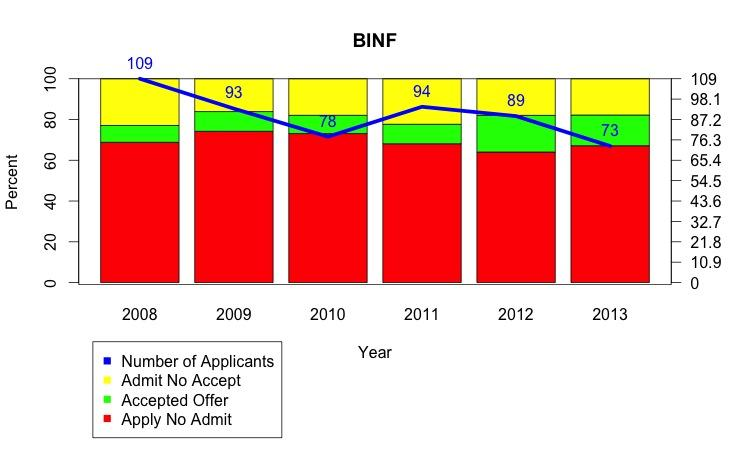 BINF
109
93
78
94
89
73
Percent
100
80
60
40
20
0
109
98.1
87.2
76.3
65.4
54.5
43.6
32.7
21.8
10.9
0
2008 2009 2010 2011 2012 2013
Year
Number of Applicants
Admit No Accept
Accepted Offer
Apply No Admit